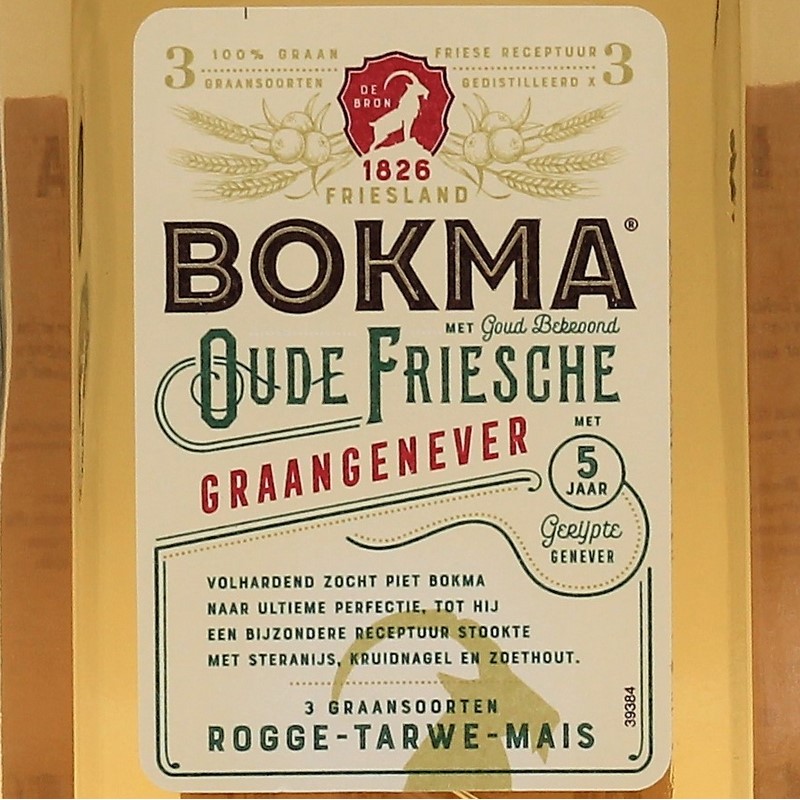 3 100% GRAAN FRIESE RECEPTUUR 3
GRAANSOORTEN GEDISTILLEERD X
DE
BRON
1826
FRIESLAND
BOKMA®
MET Goud Bekroond
OUDE FRIESCHE
GRAANGENEVER
MET
5
JAAR
Gerijpte
GENEVER
VOLHARDEND ZOCHT PIET BOKMA
NAAR ULTIEME PERFECTIE, TOT HIJ
EEN BIJZONDERE RECEPTUUR STOOKTE
MET STERANIJS, KRUIDNAGEL EN ZOETHOUT.
3 GRAANSOORTEN
ROGGE-TARWE-MAIS
39384